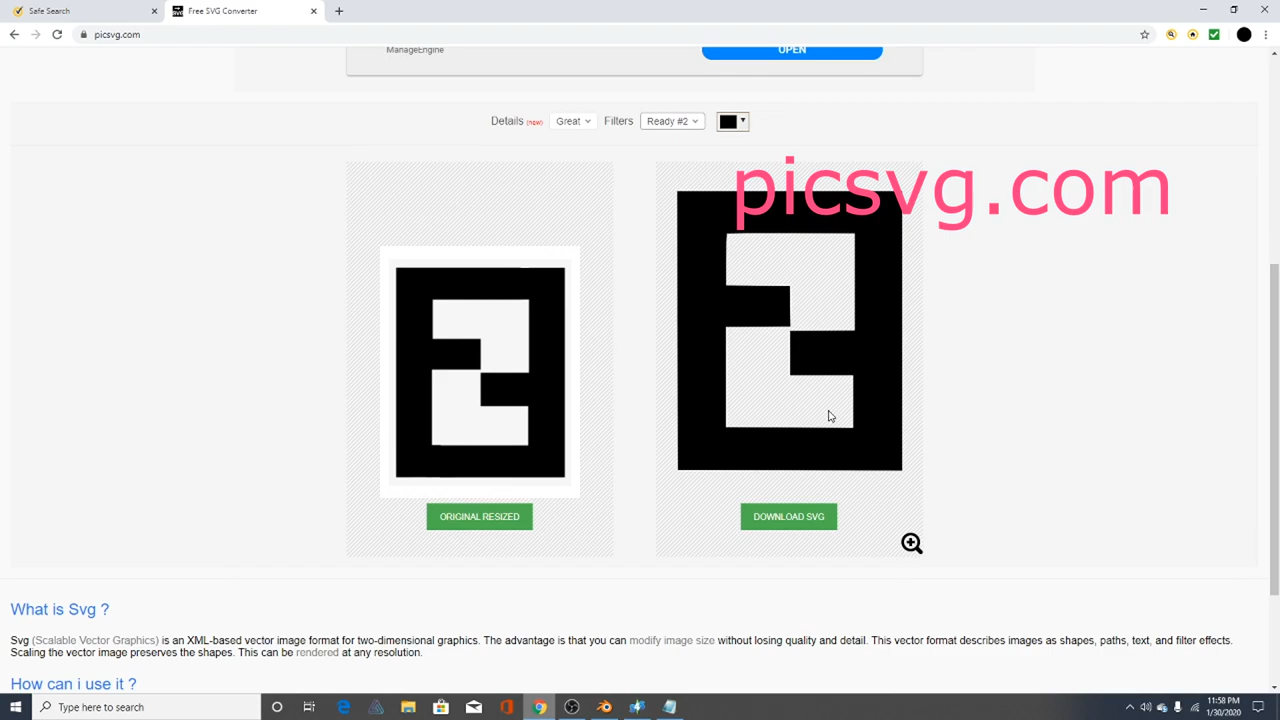 Safe Search
Free SVG Converter
picsvg.com
ManageEngine
OPEN
Details (new) Great Filters Ready #2
picsvg.com
ORIGINAL RESIZED
DOWNLOAD SVG
What is Svg ?
Svg (Scalable Vector Graphics) is an XML-based vector image format for two-dimensional graphics. The advantage is that you can modify image size without losing quality and detail. This vector format describes images as shapes, paths, text, and filter effects.
Scaling the vector image preserves the shapes. This can be rendered at any resolution.
How can i use it ?
Type here to search
11:58 PM
1/30/2020